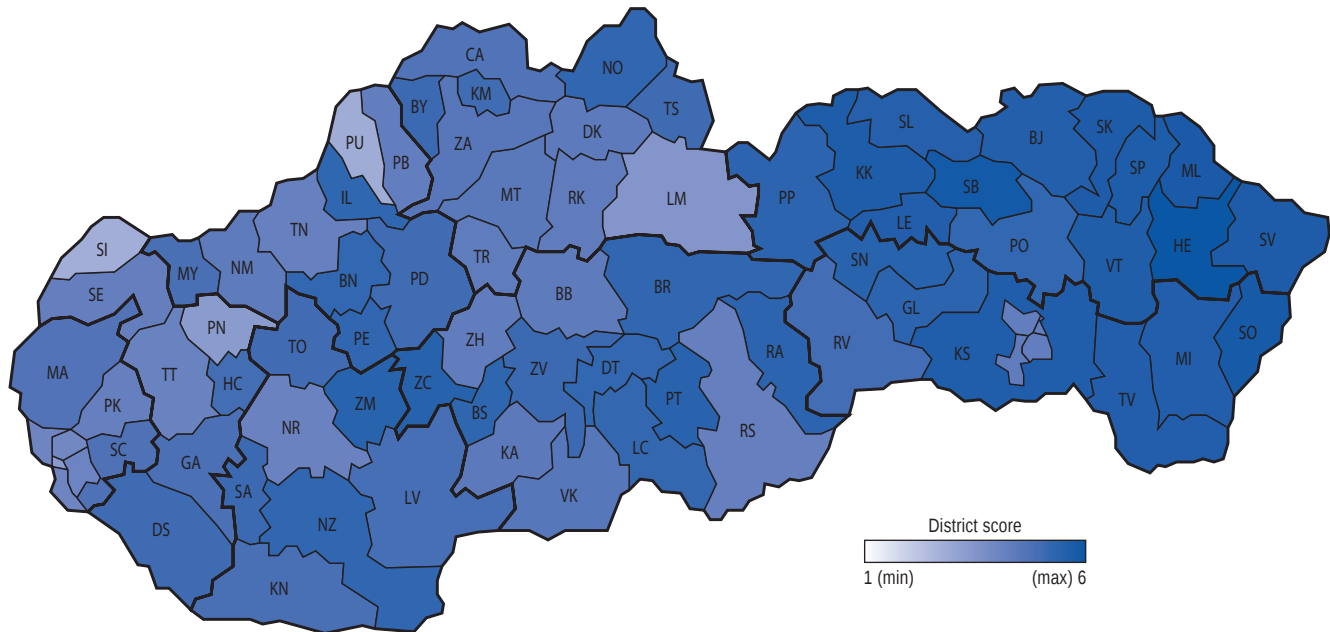 CA
NO
KM
BY
TS
PU
ZA
DK
PB
IL
MT
RK
LM
SL
BJ
SK
SP
ML
KK
SB
PP
LE
PO
HE
SV
VT
SI
TN
MY
NM
TR
SN
SE
BN
PD
BB
BR
GL
PN
PE
TO
ZH
RV
KS
SO
MI
MA
TT
HC
ZC
ZV
DT
RA
PT
TV
PK
ZM
BS
NR
RS
SC
GA
KA
LC
SA
LV
VK
DS
NZ
KN
District score
1 (min)
(max) 6